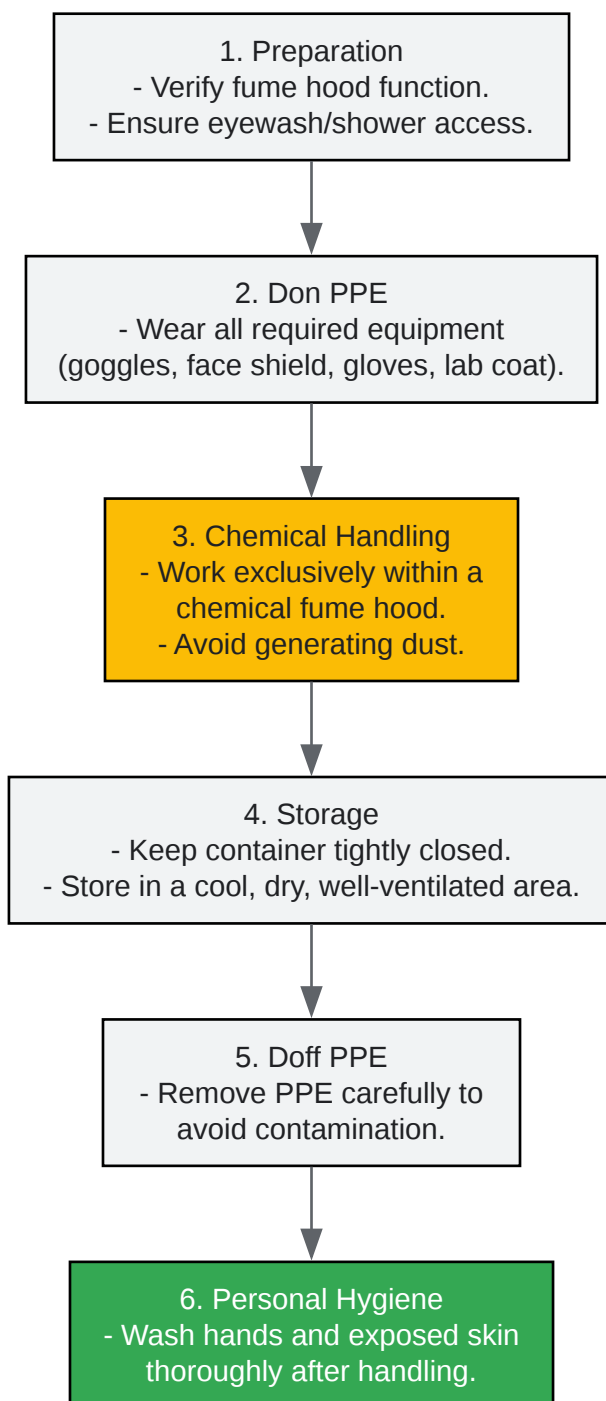 1. Preparation
- Verify fume hood function.
- Ensure eyewash/shower access.
2. Don PPE
- Wear all required equipment
(goggles, face shield, gloves, lab coat).
3. Chemical Handling
- Work exclusively within a
chemical fume hood.
- Avoid generating dust.
4. Storage
- Keep container tightly closed.
- Store in a cool, dry, well-ventilated area.
5. Doff PPE
- Remove PPE carefully to
avoid contamination.
6. Personal Hygiene
- Wash hands and exposed skin
thoroughly after handling.